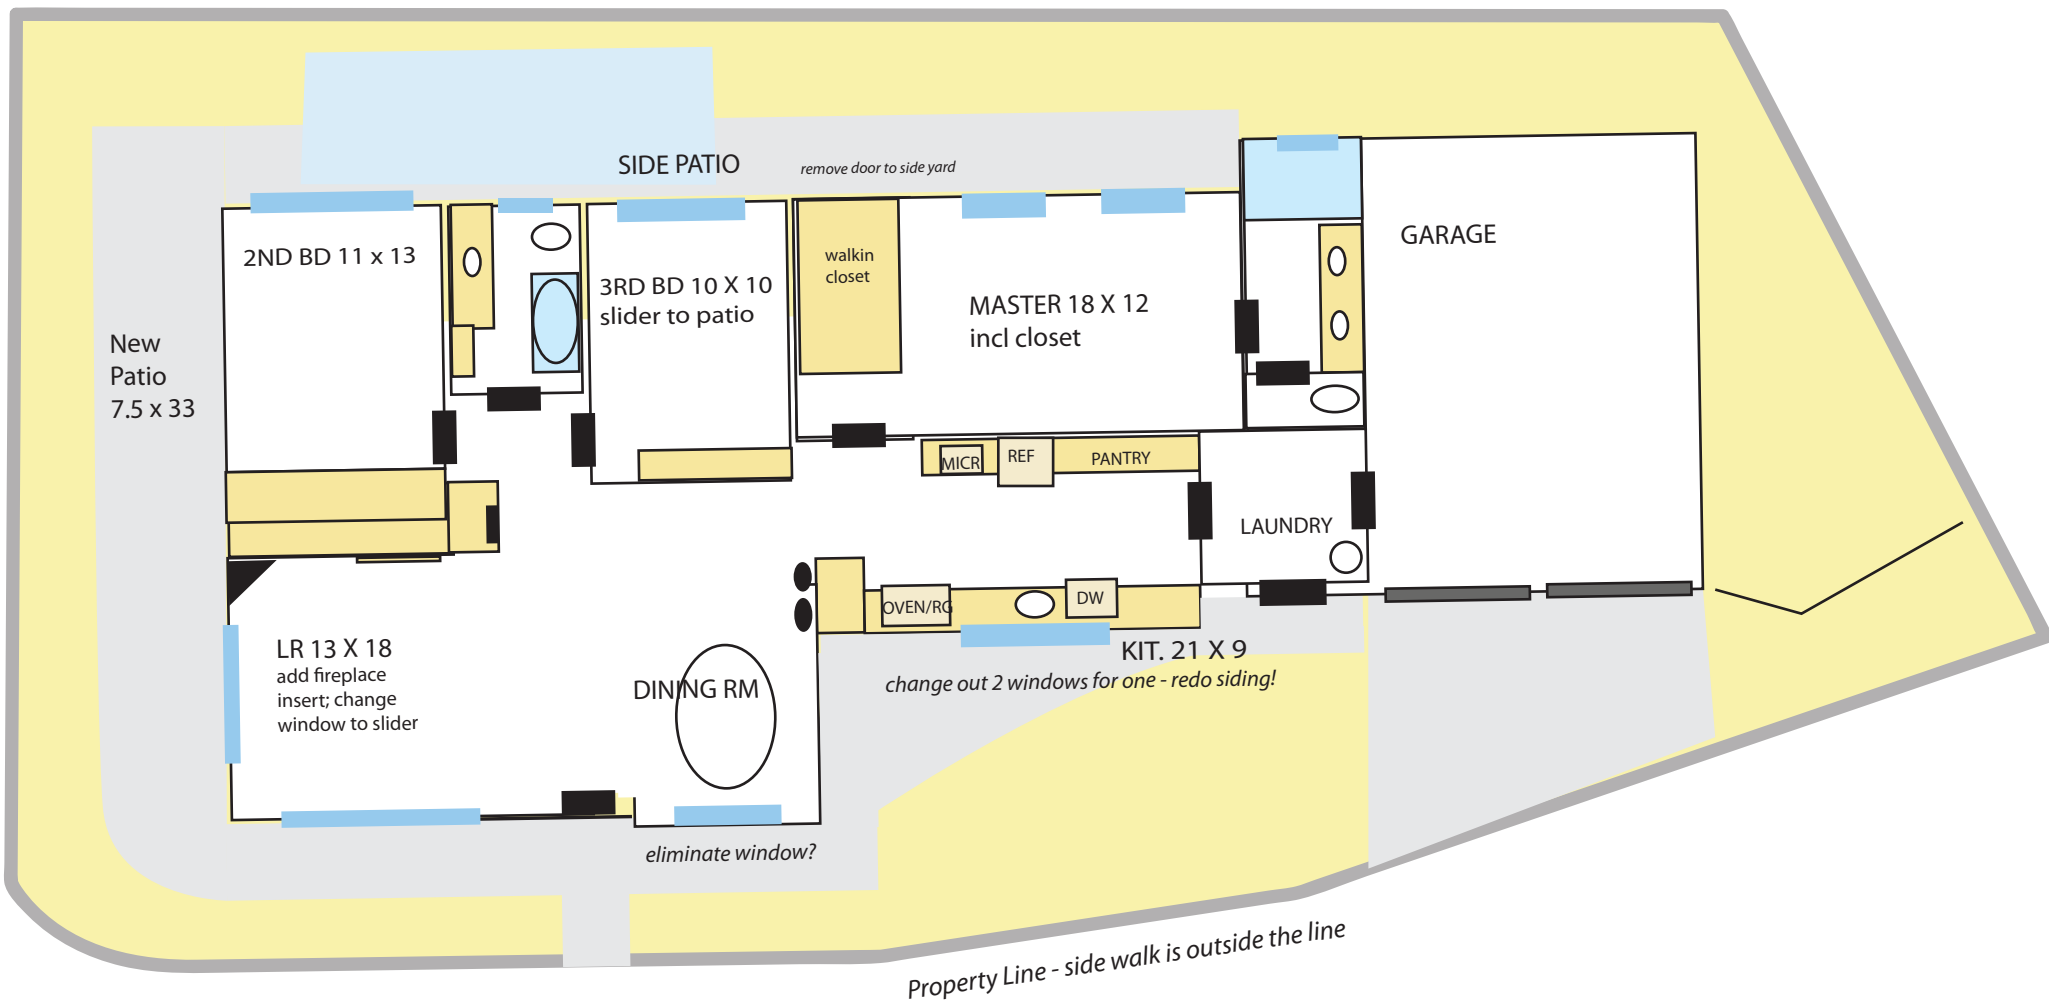 SIDE PATIO
remove door to side yard
GARAGE
2ND BD 11 x 13
walkin
closet
3RD BD 10 X 10
slider to patio
MASTER 18 X 12
incl closet
New
Patio
7.5 x 33
MICR
REF
PANTRY
LAUNDRY
OVEN/RG
DW
LR 13 X 18
add fireplace
insert; change
window to slider
DINING RM
KIT. 21 X 9
change out 2 windows for one - redo siding!
eliminate window?
Property Line - side walk is outside the line